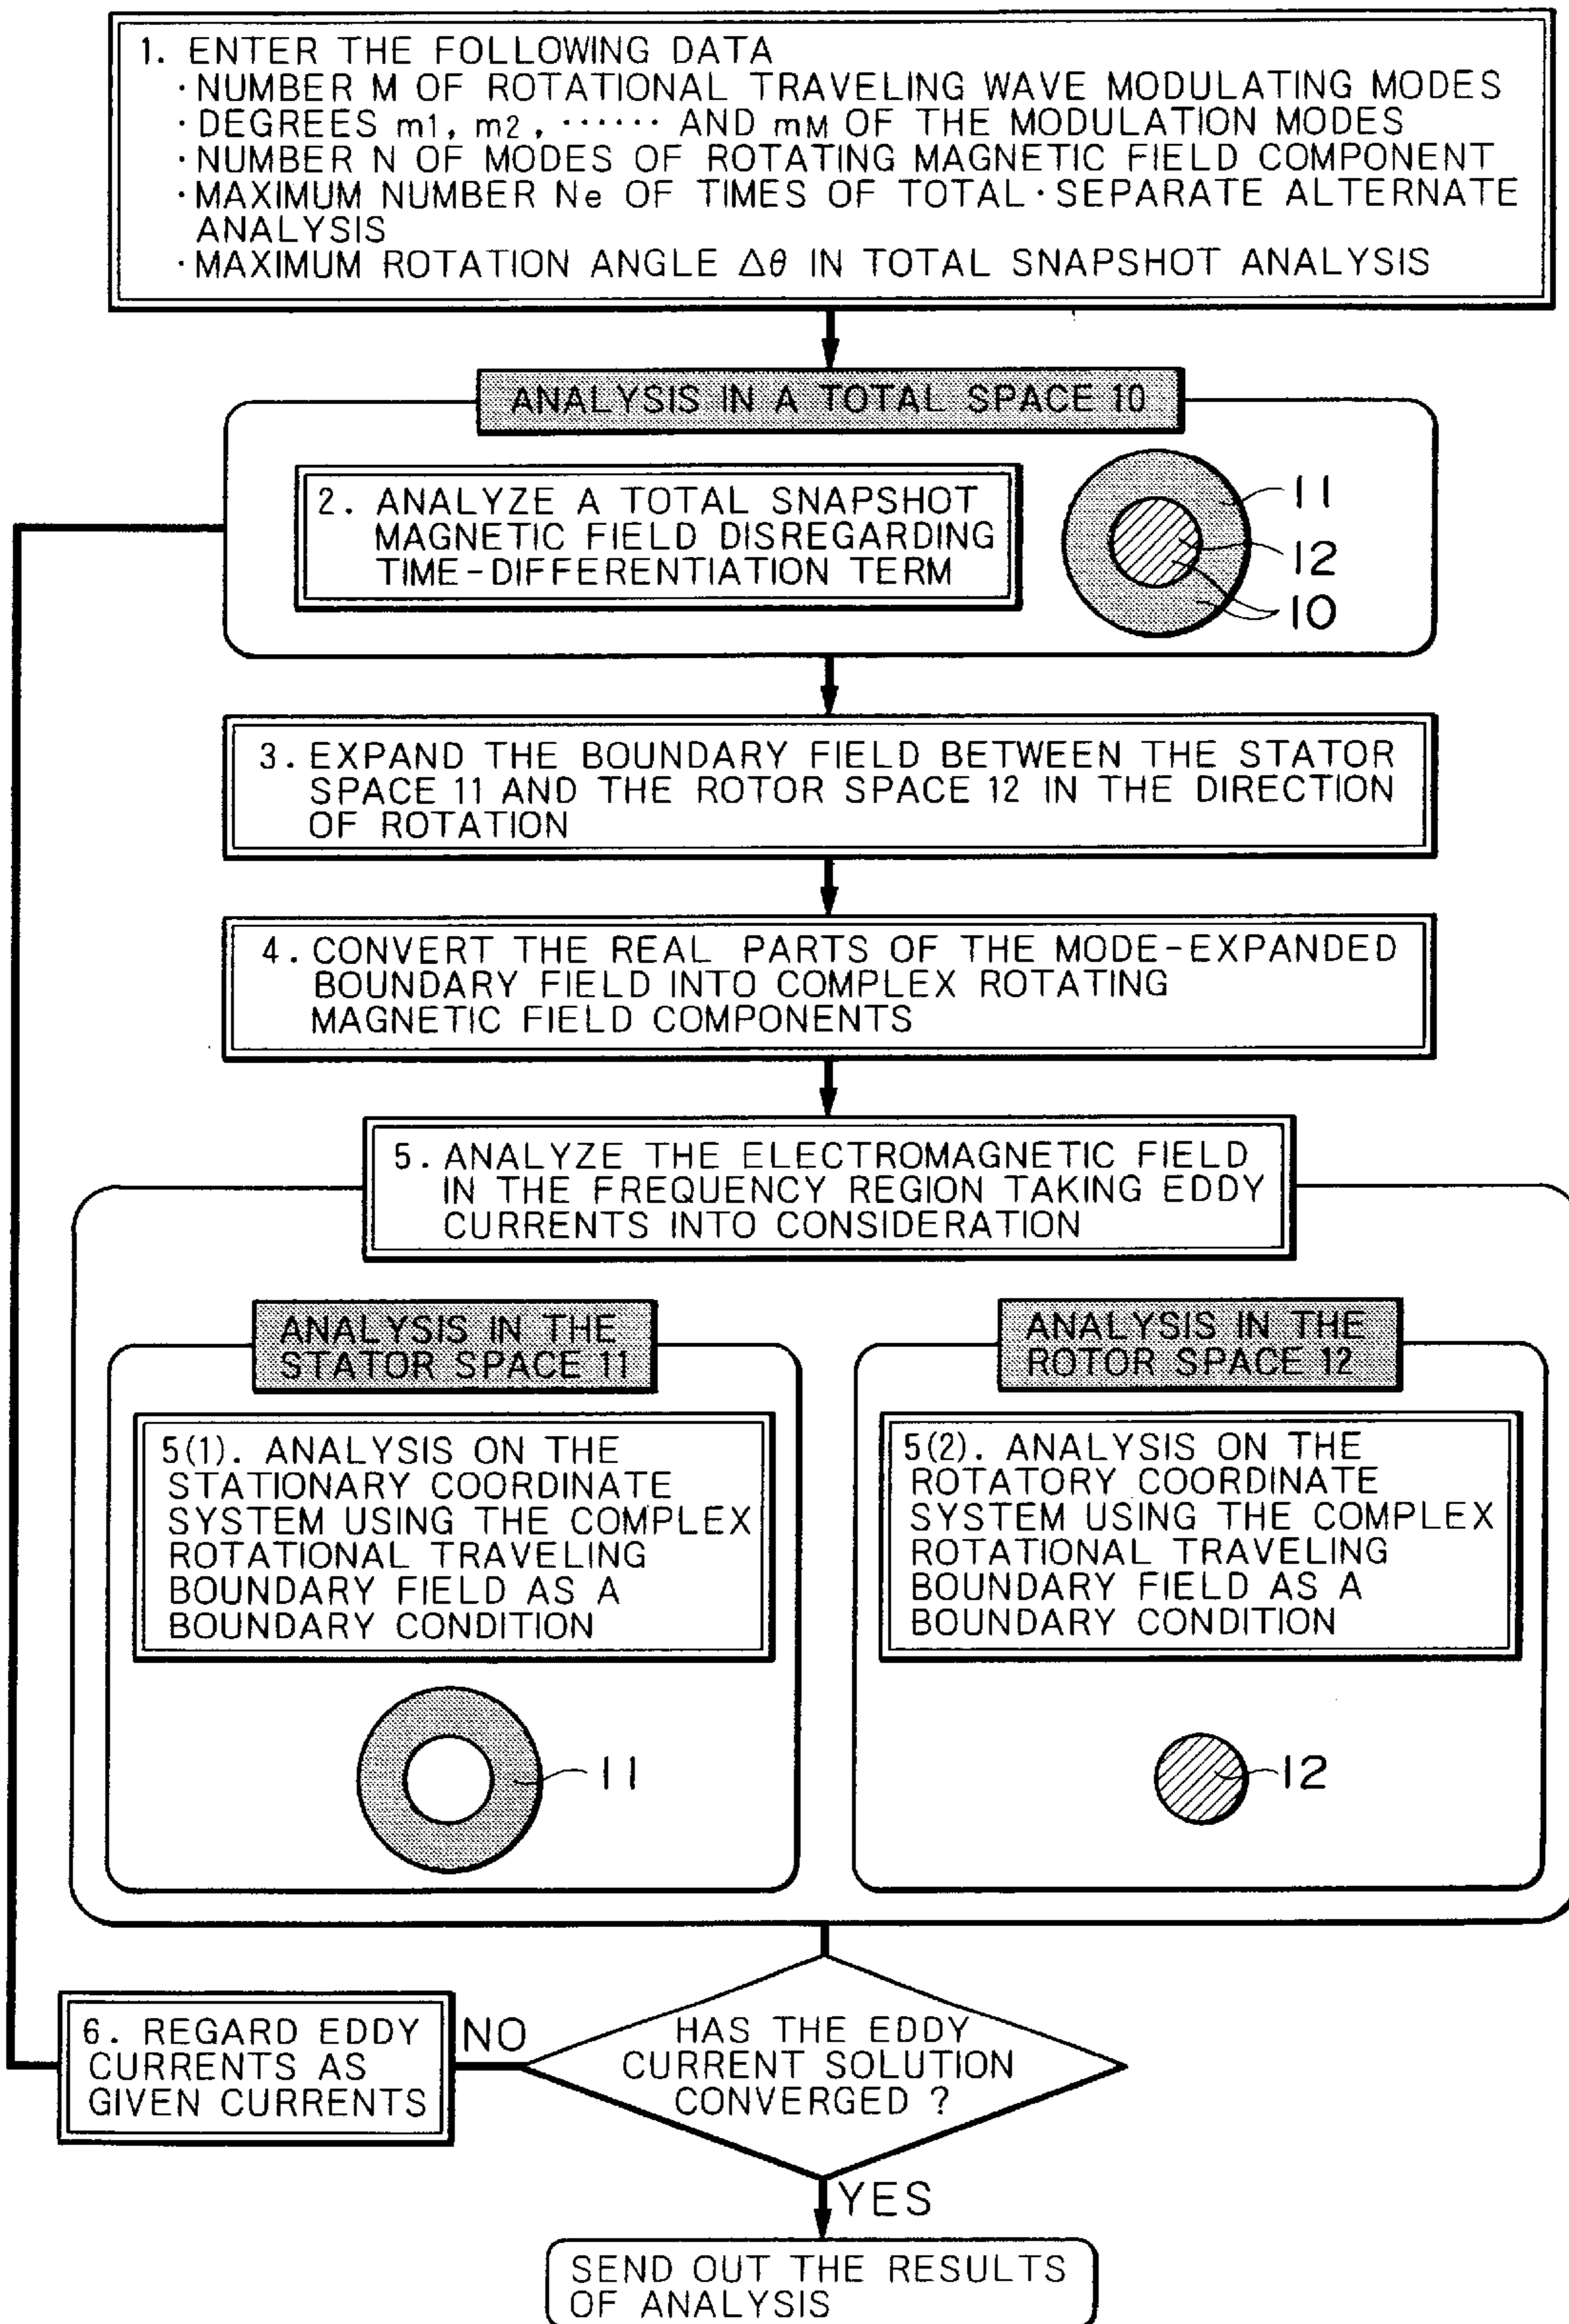 1. ENTER THE FOLLOWING DATA
·NUMBER M OF ROTATIONAL TRAVELING WAVE MODULATING MODES
·DEGREES m1, m2, ······ AND mM OF THE MODULATION MODES
·NUMBER N OF MODES OF ROTATING MAGNETIC FIELD COMPONENT
·MAXIMUM NUMBER Ne OF TIMES OF TOTAL·SEPARATE ALTERNATE
ANALYSIS
·MAXIMUM ROTATION ANGLE Δθ IN TOTAL SNAPSHOT ANALYSIS
ANALYSIS IN A TOTAL SPACE 10
2. ANALYZE A TOTAL SNAPSHOT
MAGNETIC FIELD DISREGARDING
TIME-DIFFERENTIATION TERM
11
12
10
3. EXPAND THE BOUNDARY FIELD BETWEEN THE STATOR
SPACE 11 AND THE ROTOR SPACE 12 IN THE DIRECTION
OF ROTATION
4. CONVERT THE REAL PARTS OF THE MODE-EXPANDED
BOUNDARY FIELD INTO COMPLEX ROTATING
MAGNETIC FIELD COMPONENTS
5. ANALYZE THE ELECTROMAGNETIC FIELD
IN THE FREQUENCY REGION TAKING EDDY
CURRENTS INTO CONSIDERATION
ANALYSIS IN THE
STATOR SPACE 11
5(1). ANALYSIS ON THE
STATIONARY COORDINATE
SYSTEM USING THE COMPLEX
ROTATIONAL TRAVELING
BOUNDARY FIELD AS A
BOUNDARY CONDITION
11
ANALYSIS IN THE
ROTOR SPACE 12
5(2). ANALYSIS ON THE
ROTATORY COORDINATE
SYSTEM USING THE COMPLEX
ROTATIONAL TRAVELING
BOUNDARY FIELD AS A
BOUNDARY CONDITION
12
HAS THE EDDY
CURRENT SOLUTION
CONVERGED ?
NO
6. REGARD EDDY
CURRENTS AS
GIVEN CURRENTS
YES
SEND OUT THE RESULTS
OF ANALYSIS